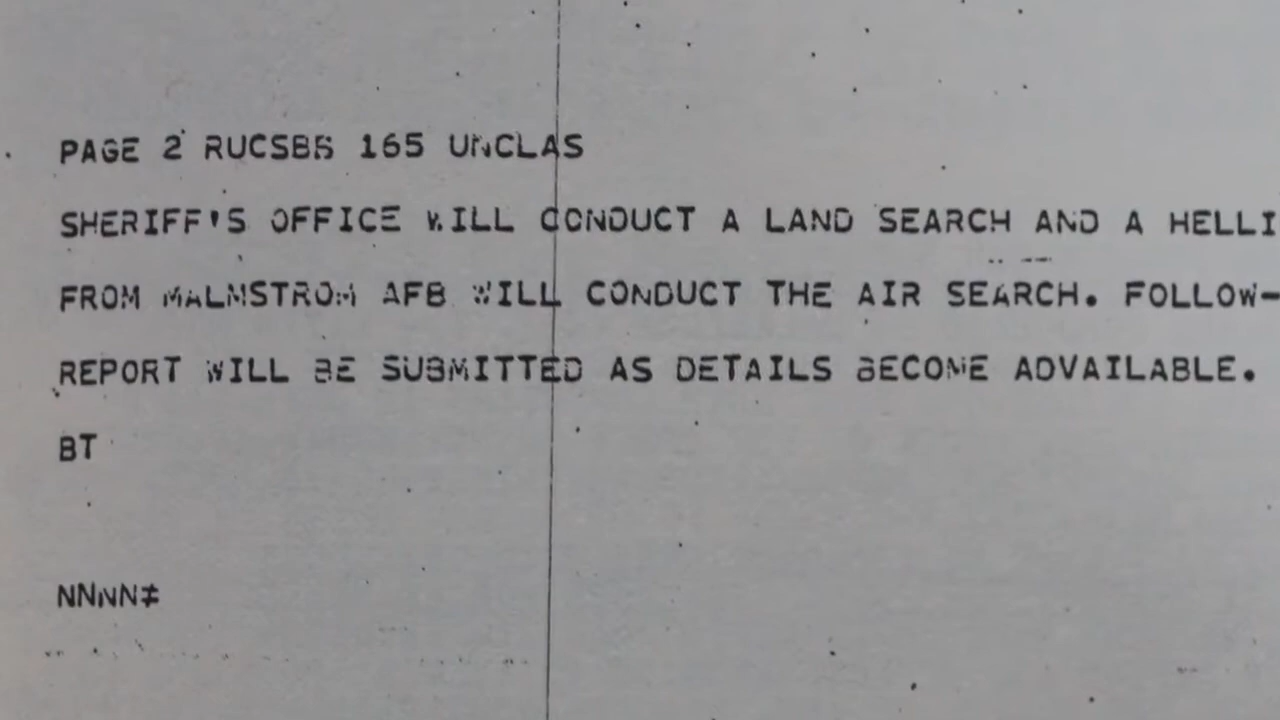 PAGE 2 RUCSBS 165 UNCLAS
SHERIFF'S OFFICE WILL CONDUCT A LAND SEARCH AND A HELLI
FROM MALMSTROM AFB WILL CONDUCT THE AIR SEARCH. FOLLOW-
REPORT WILL BE SUBMITTED AS DETAILS BECOME ADVAILABLE.
BT
NNNN‡